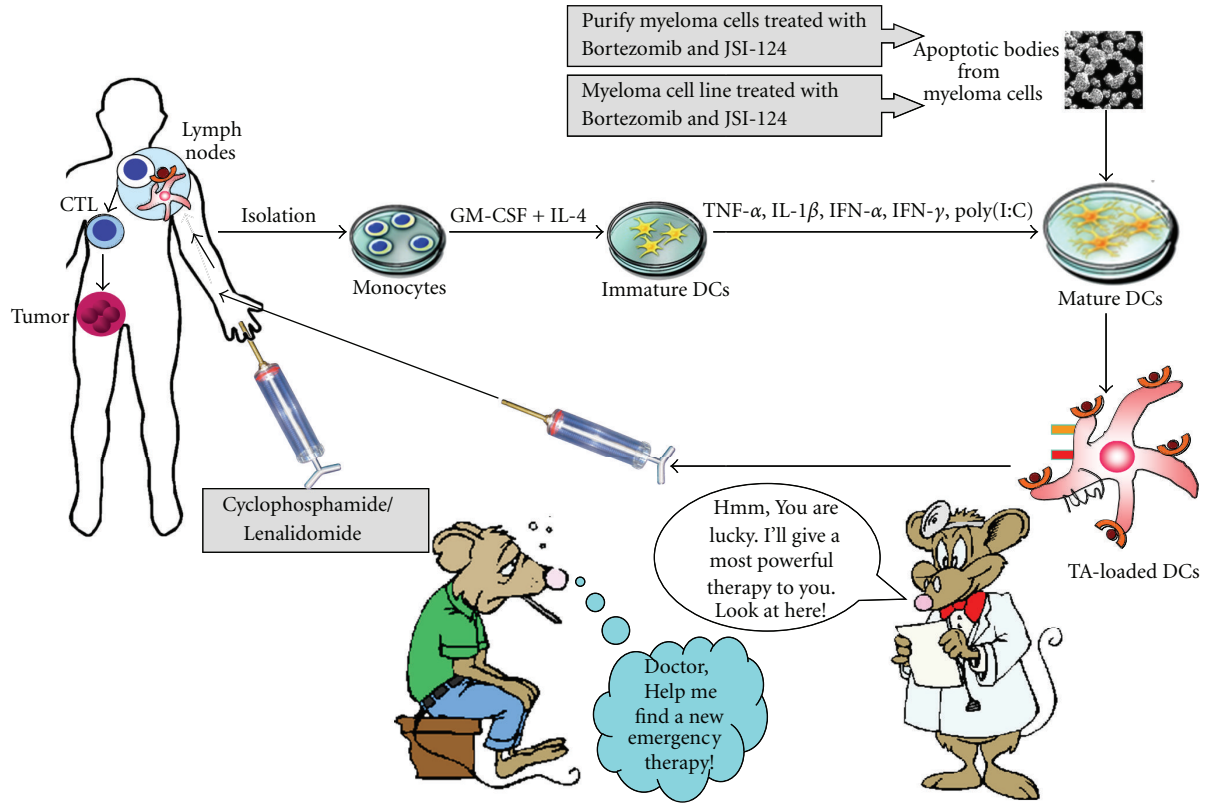 Purify myeloma cells treated with
Bortezomib and JSI-124
Myeloma cell line treated with
Bortezomib and JSI-124
Apoptotic bodies
from
myeloma cells
Lymph
nodes
CTL
Tumor
Isolation
Monocytes
GM-CSF + IL-4
Immature DCs
TNF-α, IL-1β, IFN-α, IFN-γ, poly(I:C)
Mature DCs
TA-loaded DCs
Cyclophosphamide/
Lenalidomide
Hmm, You are
lucky. I’ll give a
most powerful
therapy to you.
Look at here!
Doctor,
Help me
find a new
emergency
therapy!